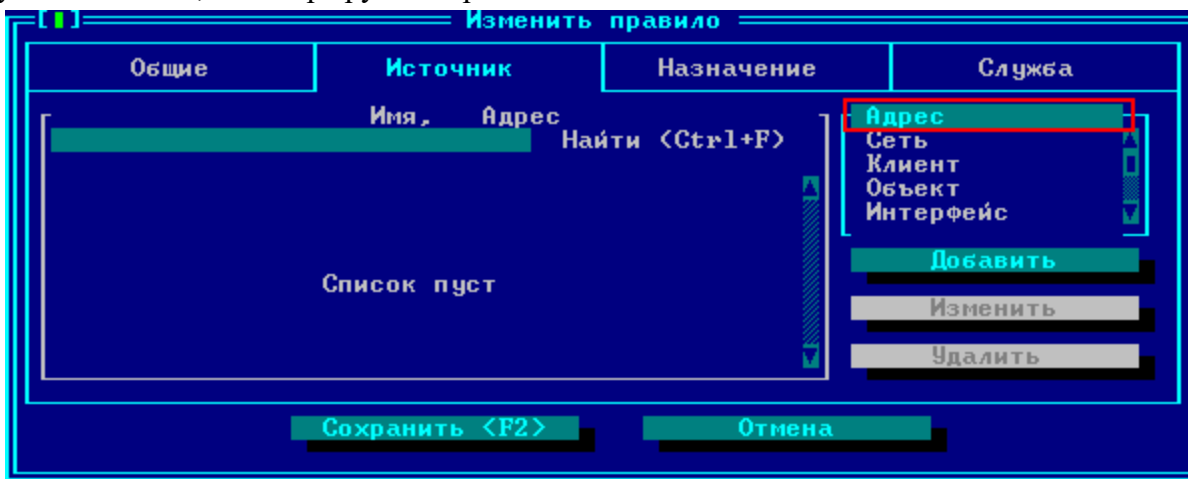 Изменить правило
Общие Источник Назначение Служба
Имя, Адрес
Найти <Ctrl+F>
Список пуст
Адрес
Сеть
Клиент
Объект
Интерфейс
Добавить
Изменить
Удалить
Сохранить <F2> Отмена